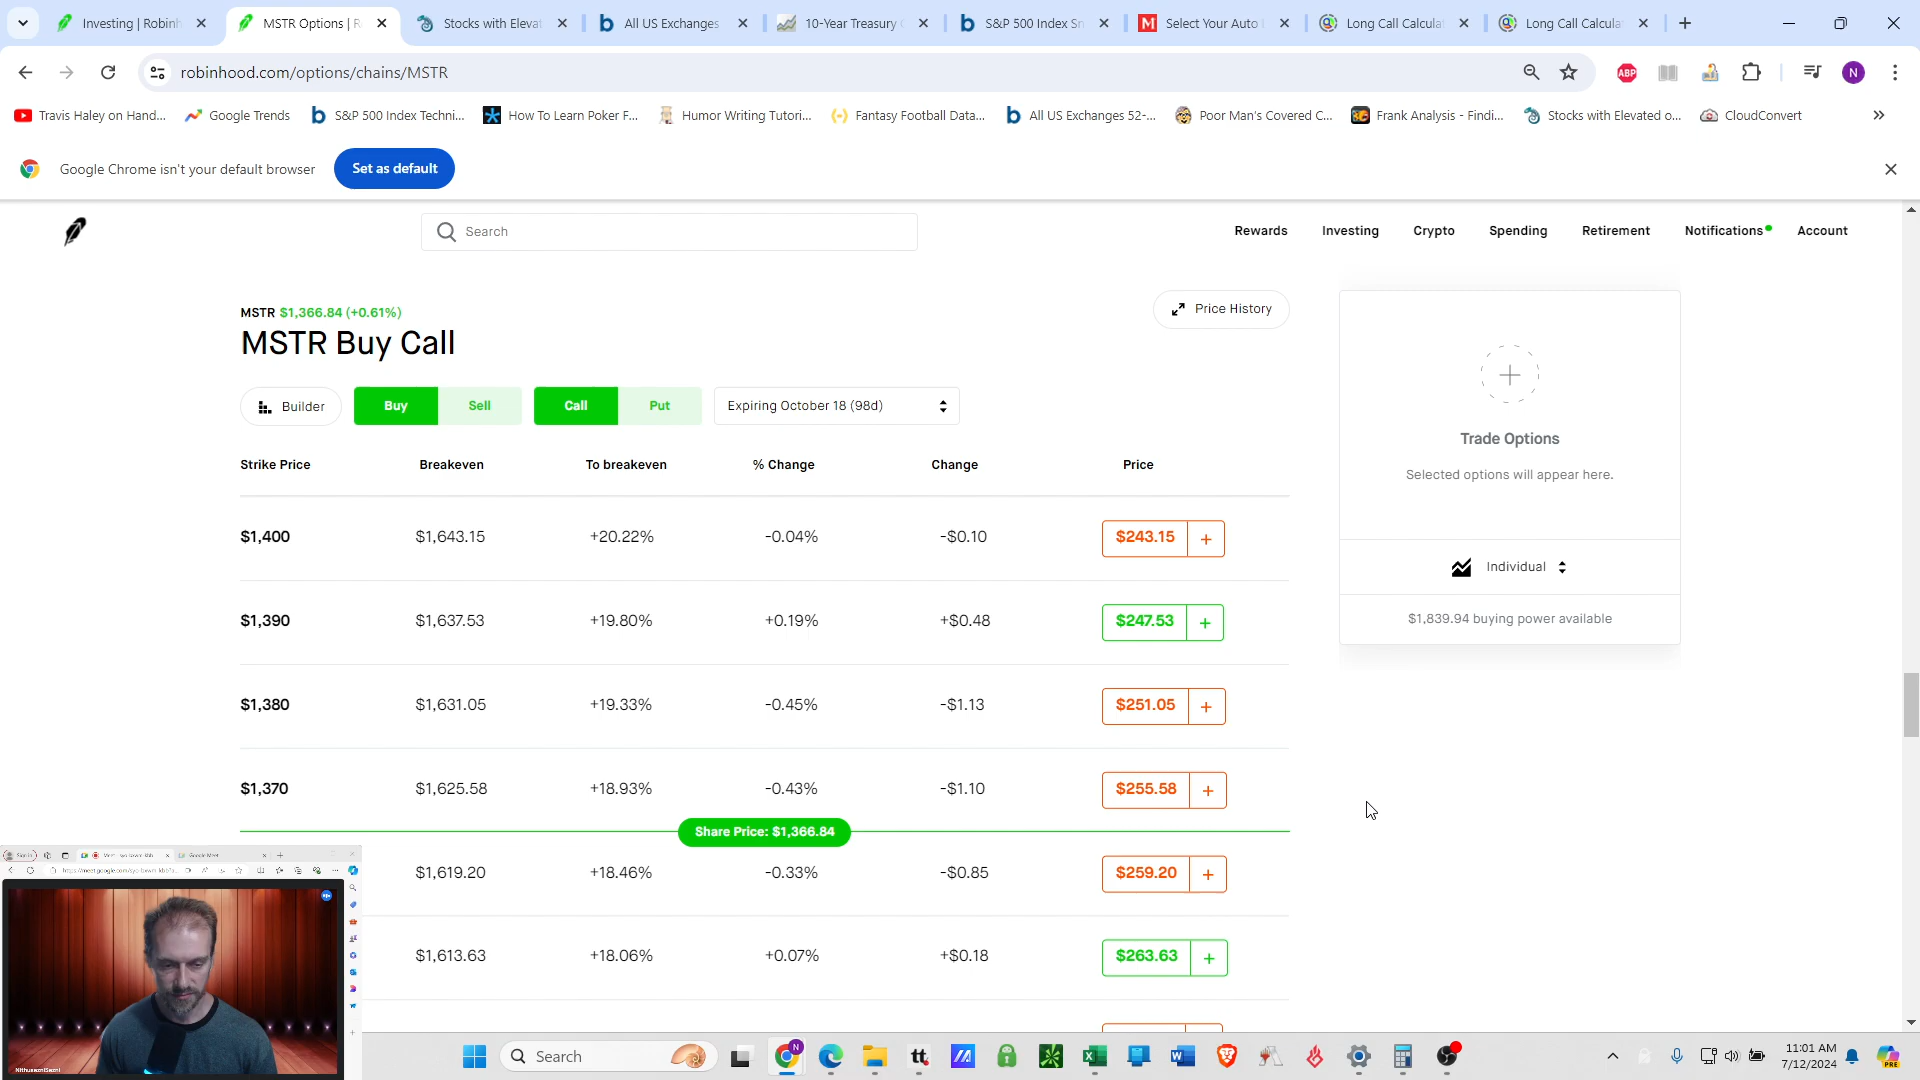 Investing | Robinh
MSTR Options | R
Stocks with Elevat
All US Exchanges
10-Year Treasury
S&P 500 Index Sn
Select Your Auto
Long Call Calculat
Long Call Calcula
robinhood.com/options/chains/MSTR
ABP
N
Travis Haley on Hand...
Google Trends
S&P 500 Index Techni...
How To Learn Poker F...
Humor Writing Tutori...
Fantasy Football Data...
All US Exchanges 52-...
Poor Man's Covered C...
Frank Analysis - Findi...
Stocks with Elevated o...
CloudConvert
Google Chrome isn't your default browser
Set as default
Search
Rewards
Investing
Crypto
Spending
Retirement
Notifications
Account
MSTR $1,366.84 (+0.61%)
MSTR Buy Call
Price History
Builder
Buy
Sell
Call
Put
Expiring October 18 (98d)
Strike Price Breakeven To breakeven % Change Change Price
$1,400 $1,643.15 +20.22% -0.04% -$0.10 $243.15 +
$1,390 $1,637.53 +19.80% +0.19% +$0.48 $247.53 +
$1,380 $1,631.05 +19.33% -0.45% -$1.13 $251.05 +
$1,370 $1,625.58 +18.93% -0.43% -$1.10 $255.58 +
Share Price: $1,366.84
$1,619.20 +18.46% -0.33% -$0.85 $259.20 +
$1,613.63 +18.06% +0.07% +$0.18 $263.63 +
Trade Options
Selected options will appear here.
Individual
$1,839.94 buying power available
Google Meet
Search
tt
11:01 AM
7/12/2024
PRE